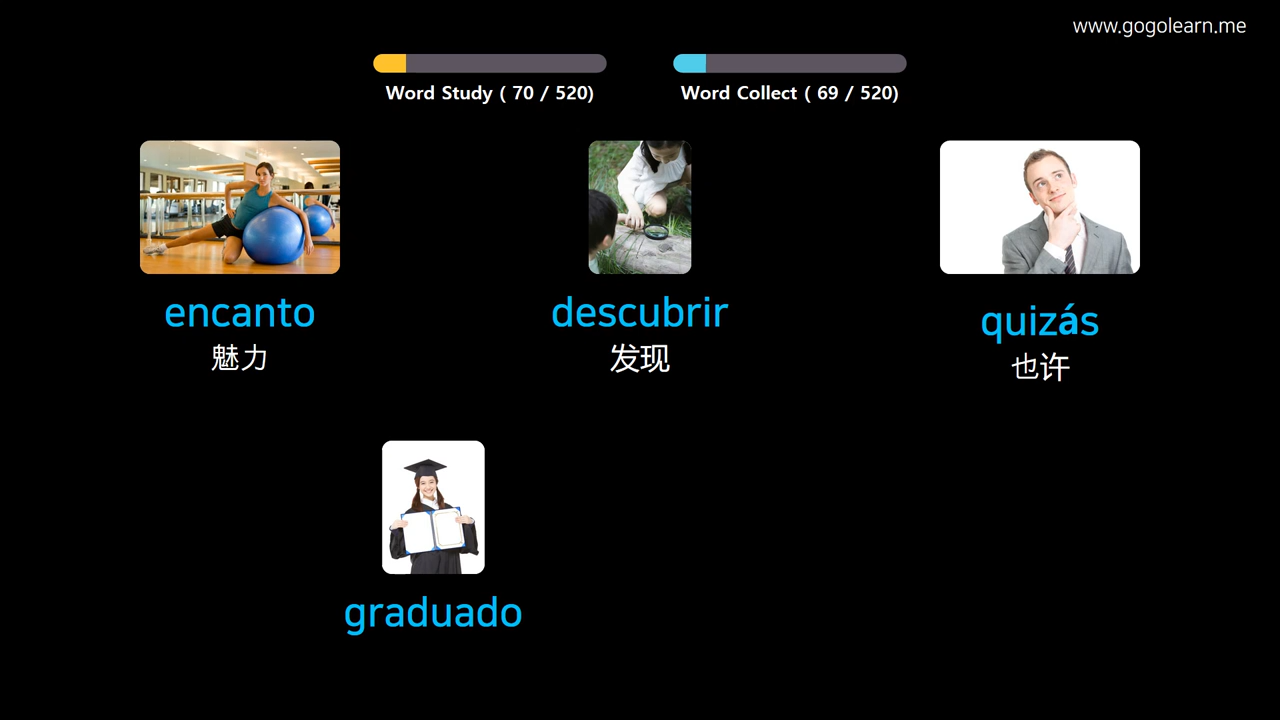 www.gogolearn.me
Word Study ( 70 / 520)
Word Collect ( 69 / 520)
encanto
魅力
descubrir
发现
quizás
也许
graduado